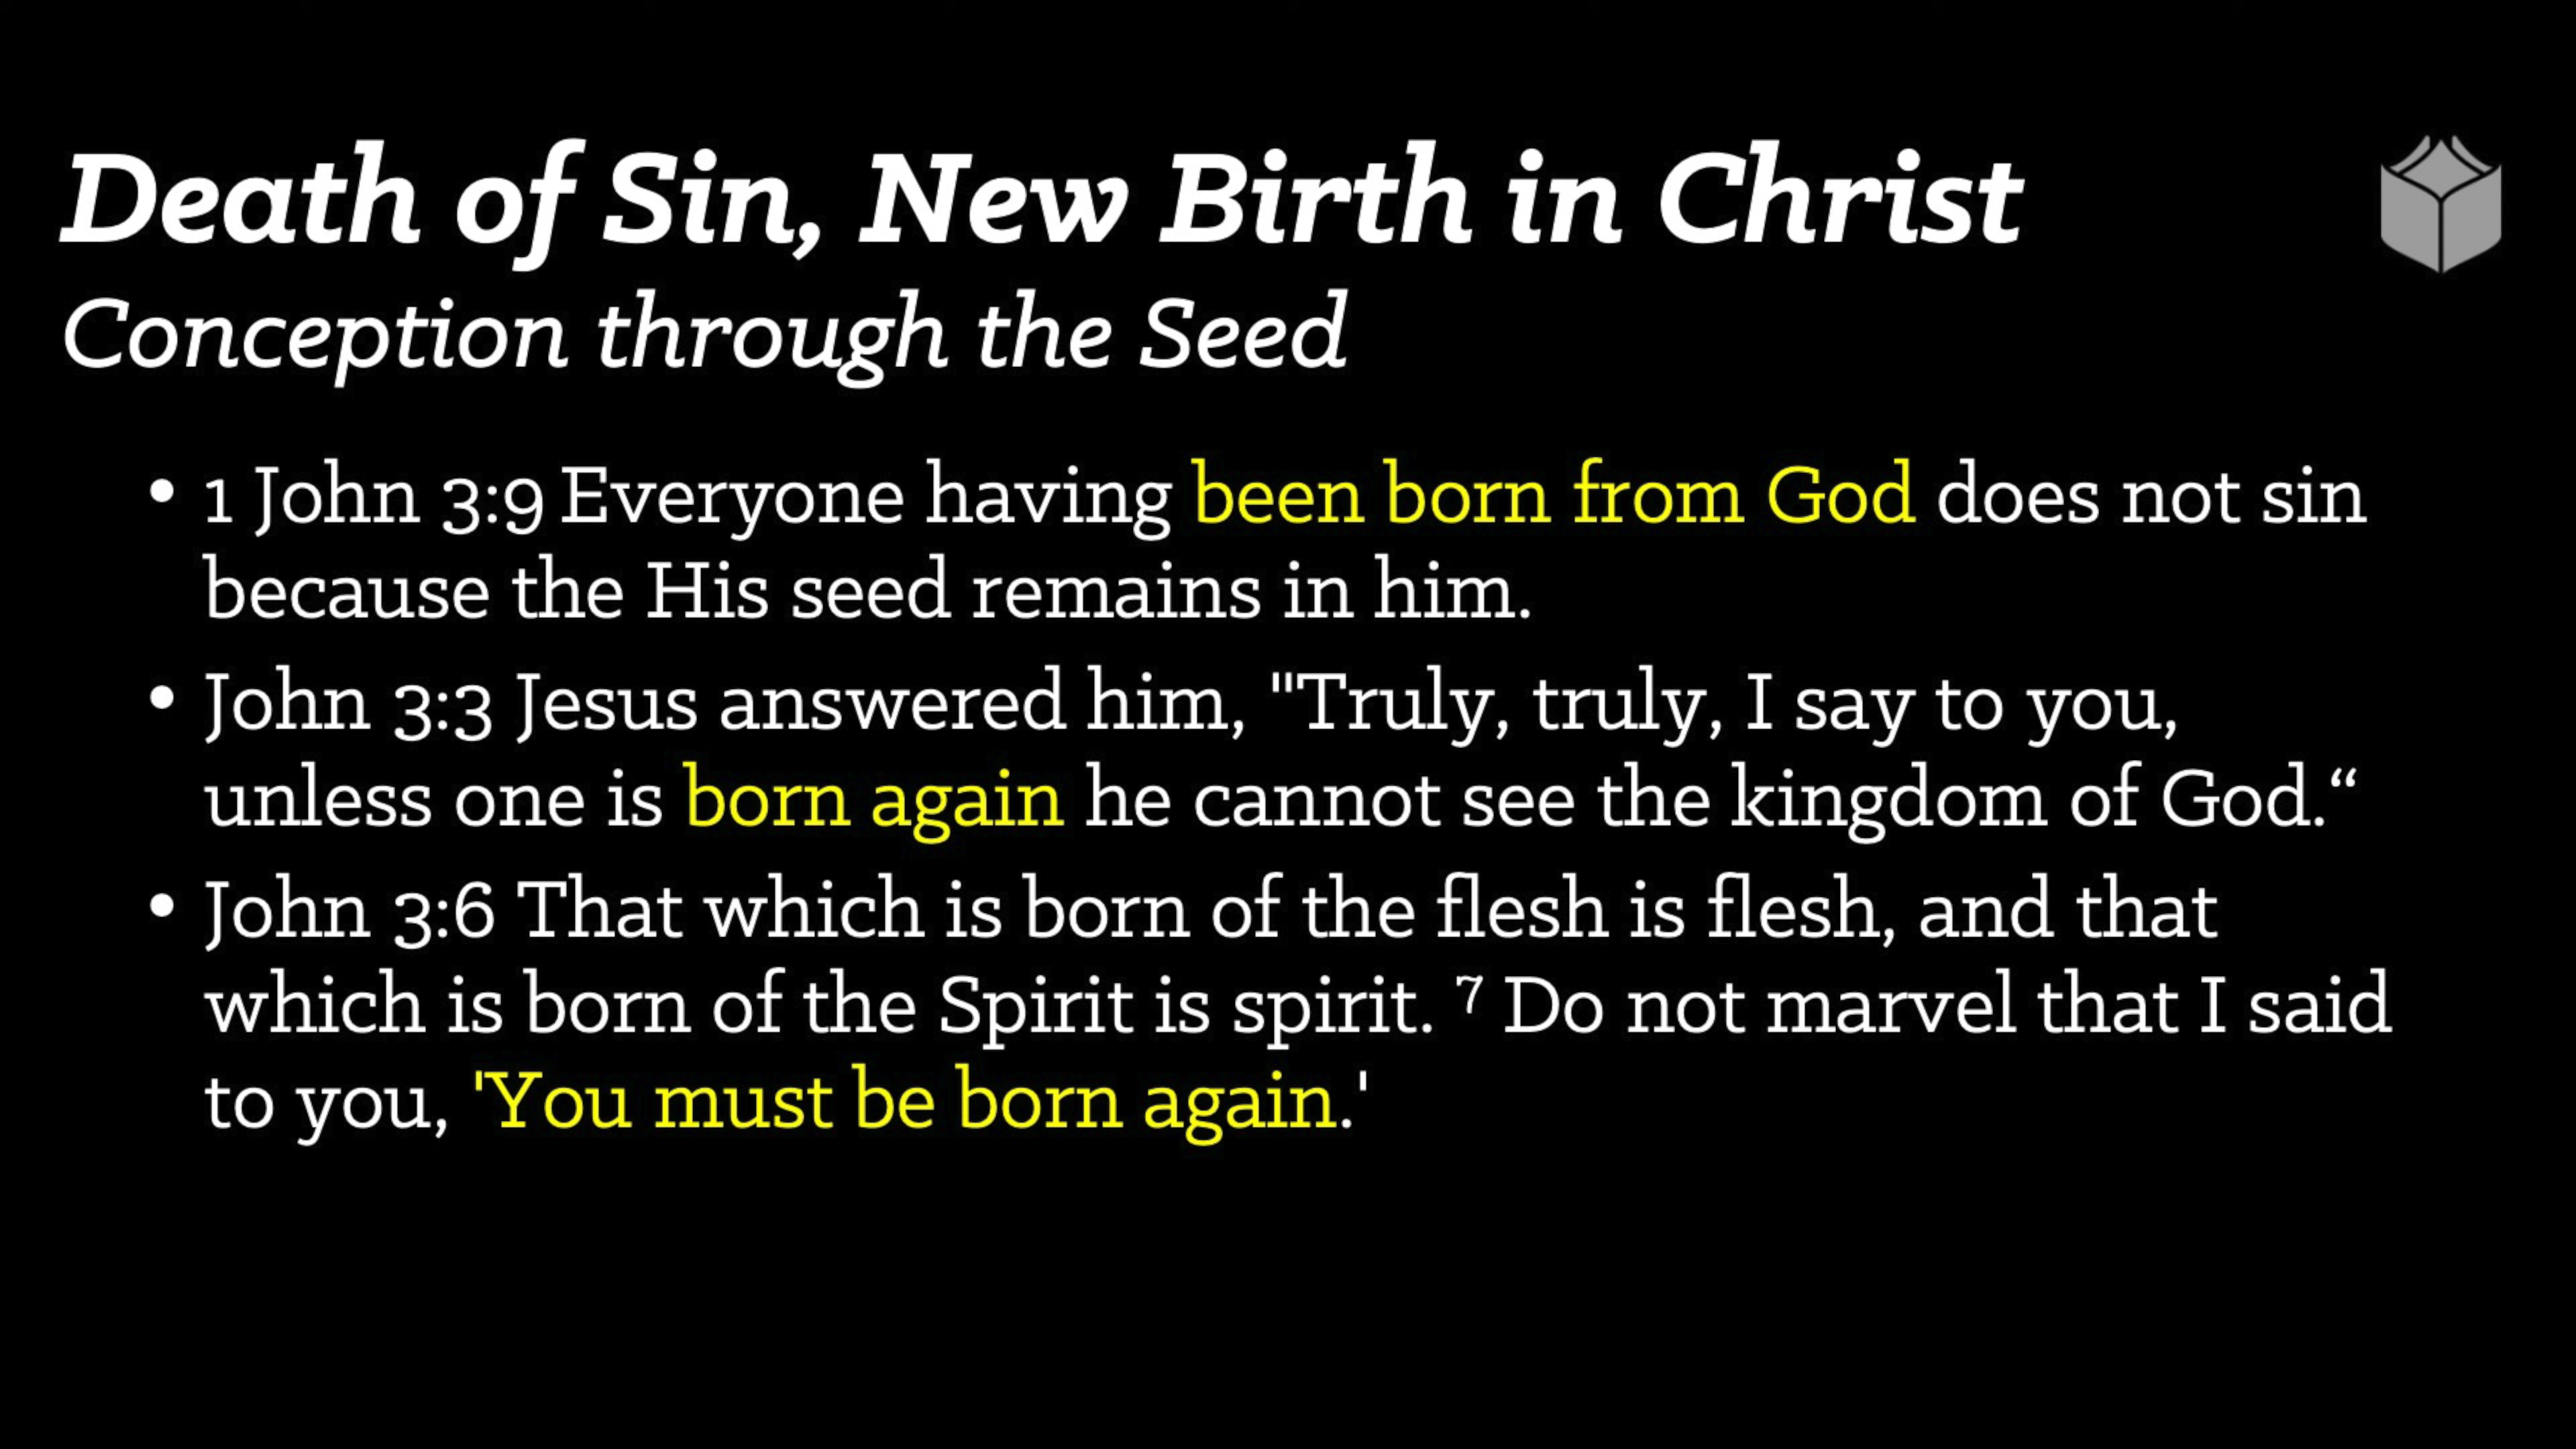 Death of Sin, New Birth in Christ
Conception through the Seed
• 1 John 3:9 Everyone having been born from God does not sin
because the His seed remains in him.
• John 3:3 Jesus answered him, "Truly, truly, I say to you,
unless one is born again he cannot see the kingdom of God.“
• John 3:6 That which is born of the flesh is flesh, and that
which is born of the Spirit is spirit. ⁷ Do not marvel that I said
to you, 'You must be born again.'